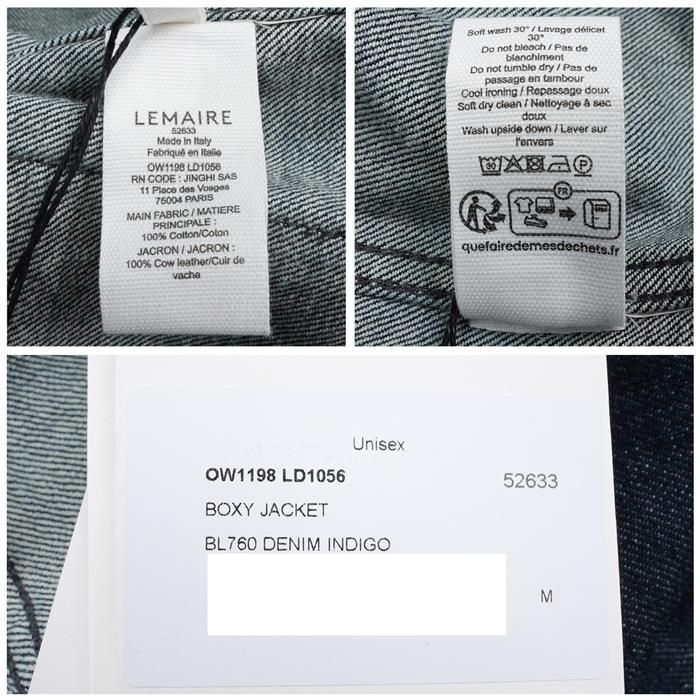 LEMAIRE
52633
Made in Italy
Fabriqué en Italie
OW1198 LD1056
RN CODE : JINGHI SAS
11 Place des Vosges
75004 PARIS
MAIN FABRIC / MATIERE
PRINCIPALE :
100% Cotton/Coton
JACRON / JACRON :
100% Cow leather/Cuir de
vache
Soft wash 30° / Lavage délicat
30°
Do not bleach / Pas de
blanchiment
Do not tumble dry / Pas de
passage en tambour
Cool ironing / Repassage doux
Soft dry clean / Nettoyage à sec
doux
Wash upside down / Laver sur
l'envers
30 P
FR
quefairedemesdechets.fr
Unisex
OW1198 LD1056 52633
BOXY JACKET
BL760 DENIM INDIGO
M